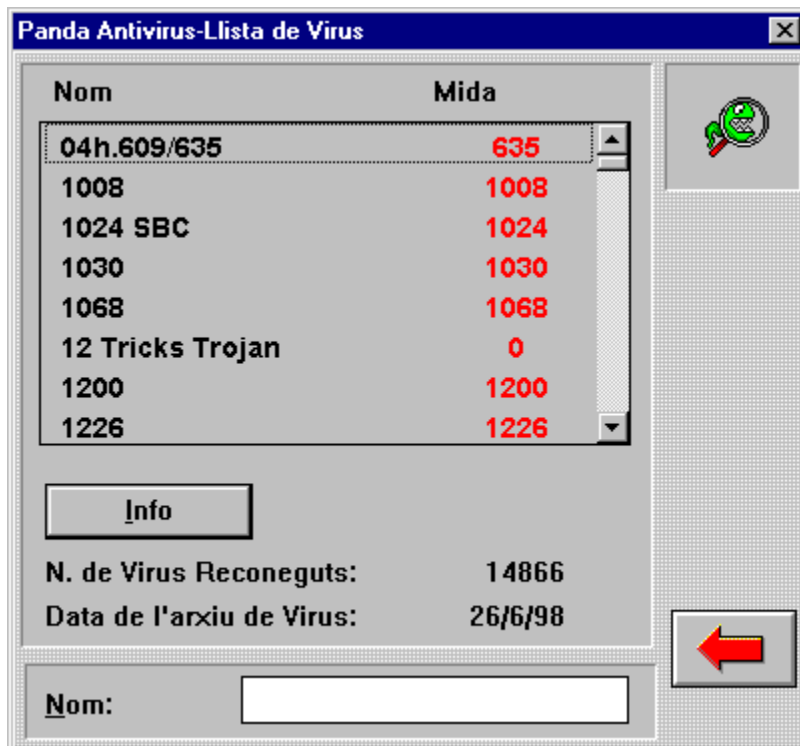 Panda Antivirus-Llista de Virus
Nom Mida
04h.609/635 635
1008 1008
1024 SBC 1024
1030 1030
1068 1068
12 Tricks Trojan 0
1200 1200
1226 1226
Info
N. de Virus Reconeguts: 14866
Data de l'arxiu de Virus: 26/6/98
Nom: